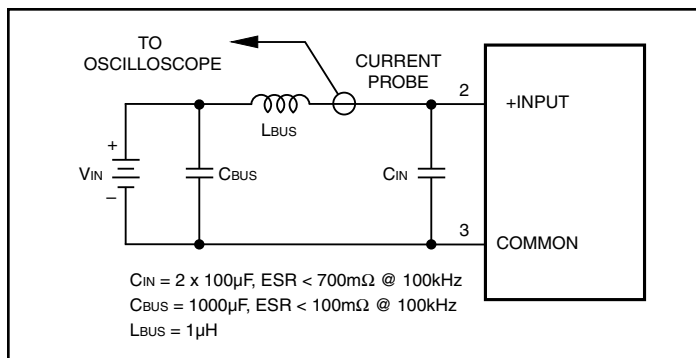 TO
OSCILLOSCOPE
CURRENT
PROBE
2
+INPUT
LBUS
+
VIN
–
CBUS
CIN
3
COMMON
CIN = 2 x 100µF, ESR < 700mΩ @ 100kHz
CBUS = 1000µF, ESR < 100mΩ @ 100kHz
LBUS = 1µH